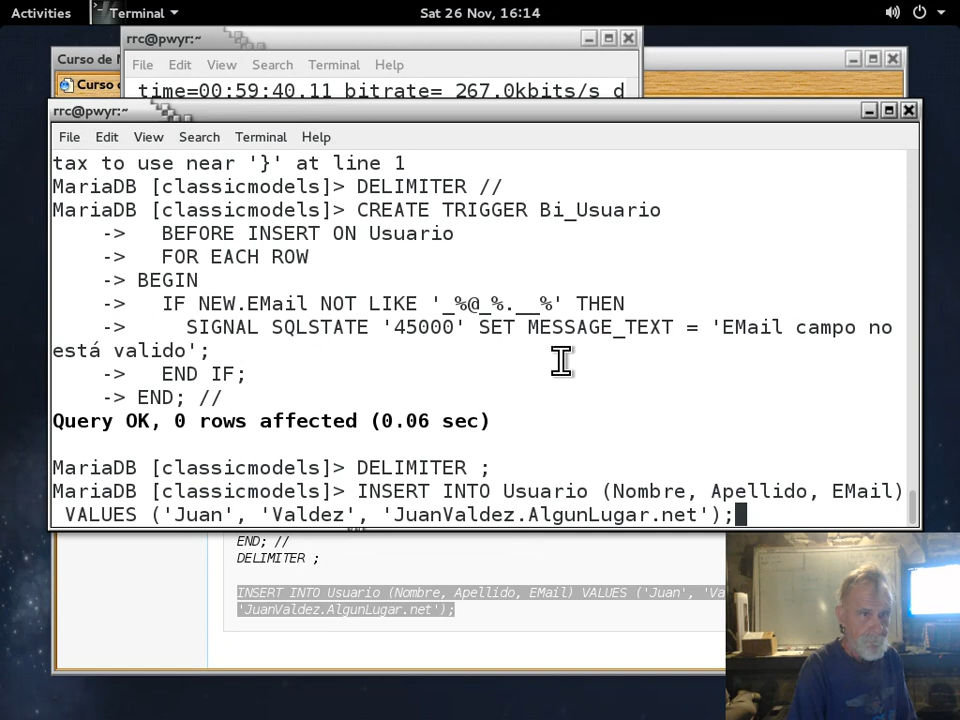 Activities Terminal Sat 26 Nov, 16:14
rrc@pwyr:~
Curso de
File Edit View Search Terminal Help
Curso
time=00:59:40.11 bitrate= 267.0kbits/s d
rrc@pwyr:~
File Edit View Search Terminal Help
tax to use near '}' at line 1
MariaDB [classicmodels]> DELIMITER //
MariaDB [classicmodels]> CREATE TRIGGER Bi_Usuario
-> BEFORE INSERT ON Usuario
-> FOR EACH ROW
-> BEGIN
-> IF NEW.EMail NOT LIKE '_%@_%.__%' THEN
-> SIGNAL SQLSTATE '45000' SET MESSAGE_TEXT = 'EMail campo no
está valido';
-> END IF;
-> END; //
Query OK, 0 rows affected (0.06 sec)
MariaDB [classicmodels]> DELIMITER ;
MariaDB [classicmodels]> INSERT INTO Usuario (Nombre, Apellido, EMail)
VALUES ('Juan', 'Valdez', 'JuanValdez.AlgunLugar.net');
END; //
DELIMITER ;
INSERT INTO Usuario (Nombre, Apellido, EMail) VALUES ('Juan', 'Va
'JuanValdez.AlgunLugar.net');